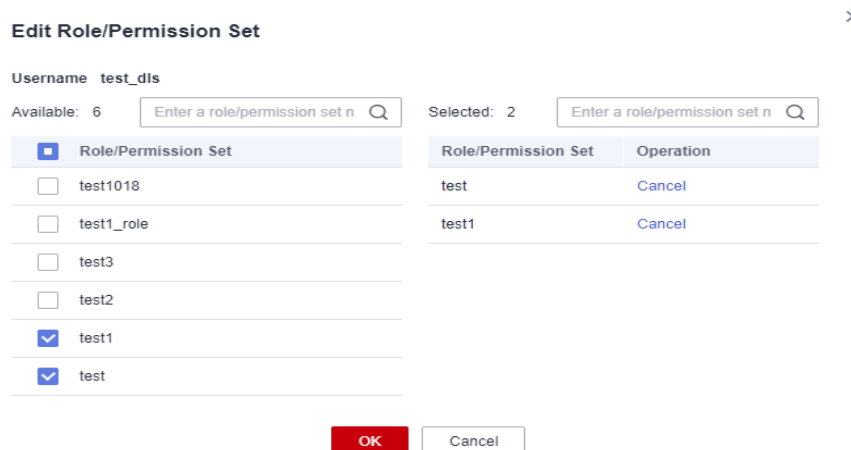 Edit Role/Permission Set
Username test_dls
Available: 6 Enter a role/permission set n
Selected: 2 Enter a role/permission set n
Role/Permission Set
test1018
test1_role
test3
test2
test1
test
Role/Permission Set Operation
test Cancel
test1 Cancel
OK Cancel